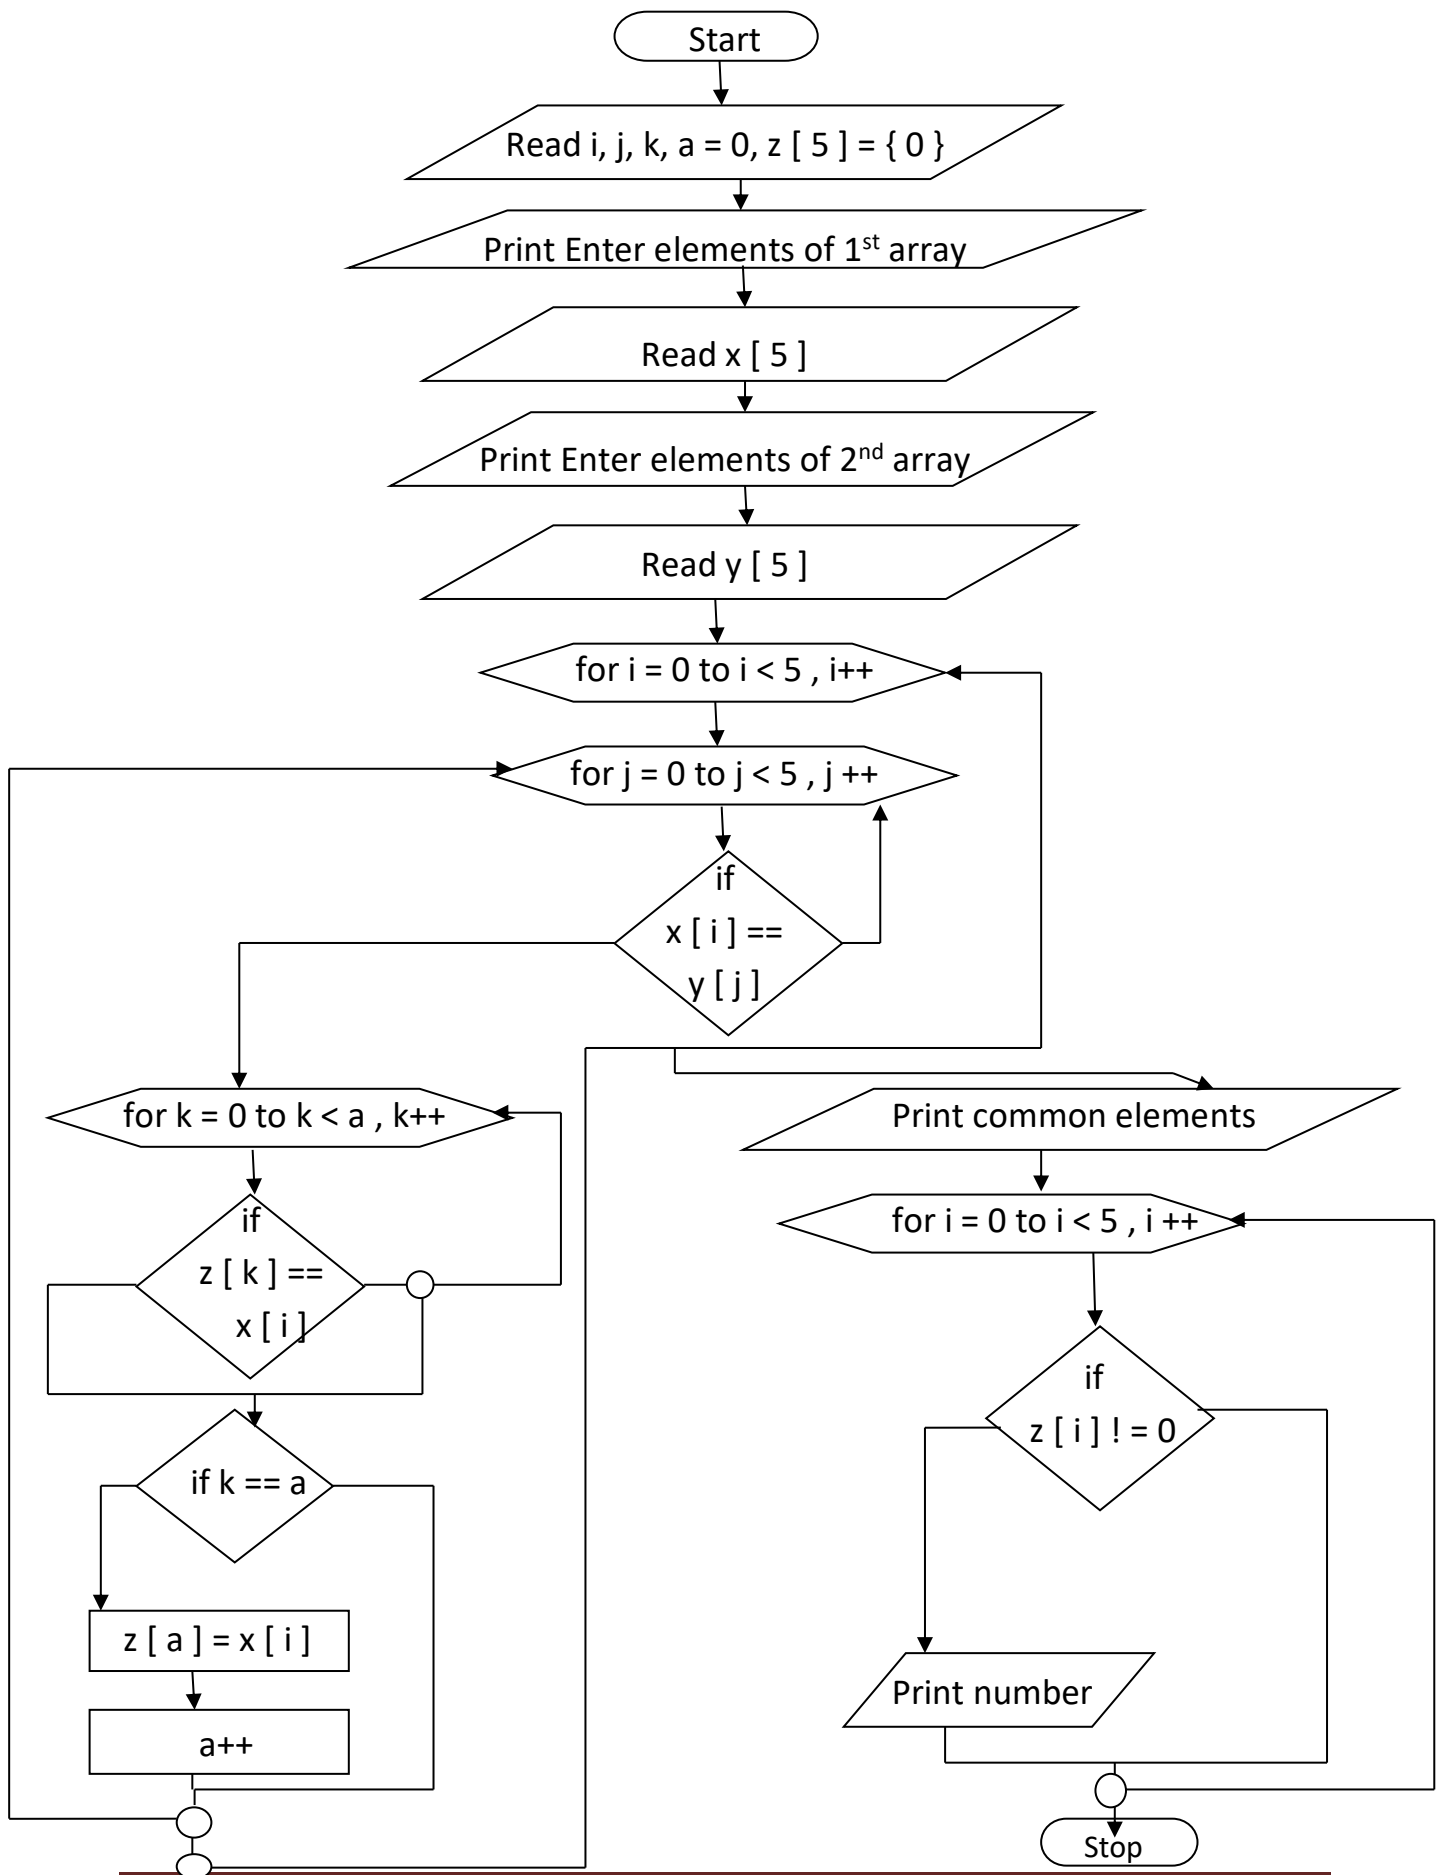 Start
Read i, j, k, a = 0, z [ 5 ] = { 0 }
Print Enter elements of 1st array
Read x [ 5 ]
Print Enter elements of 2nd array
Read y [ 5 ]
for i = 0 to i < 5 , i++
for j = 0 to j < 5 , j ++
if
x [ i ] ==
y [ j ]
for k = 0 to k < a , k++
if
z [ k ] ==
x [ i ]
if k == a
z [ a ] = x [ i ]
a++
Print common elements
for i = 0 to i < 5 , i ++
if
z [ i ] ! = 0
Print number
Stop